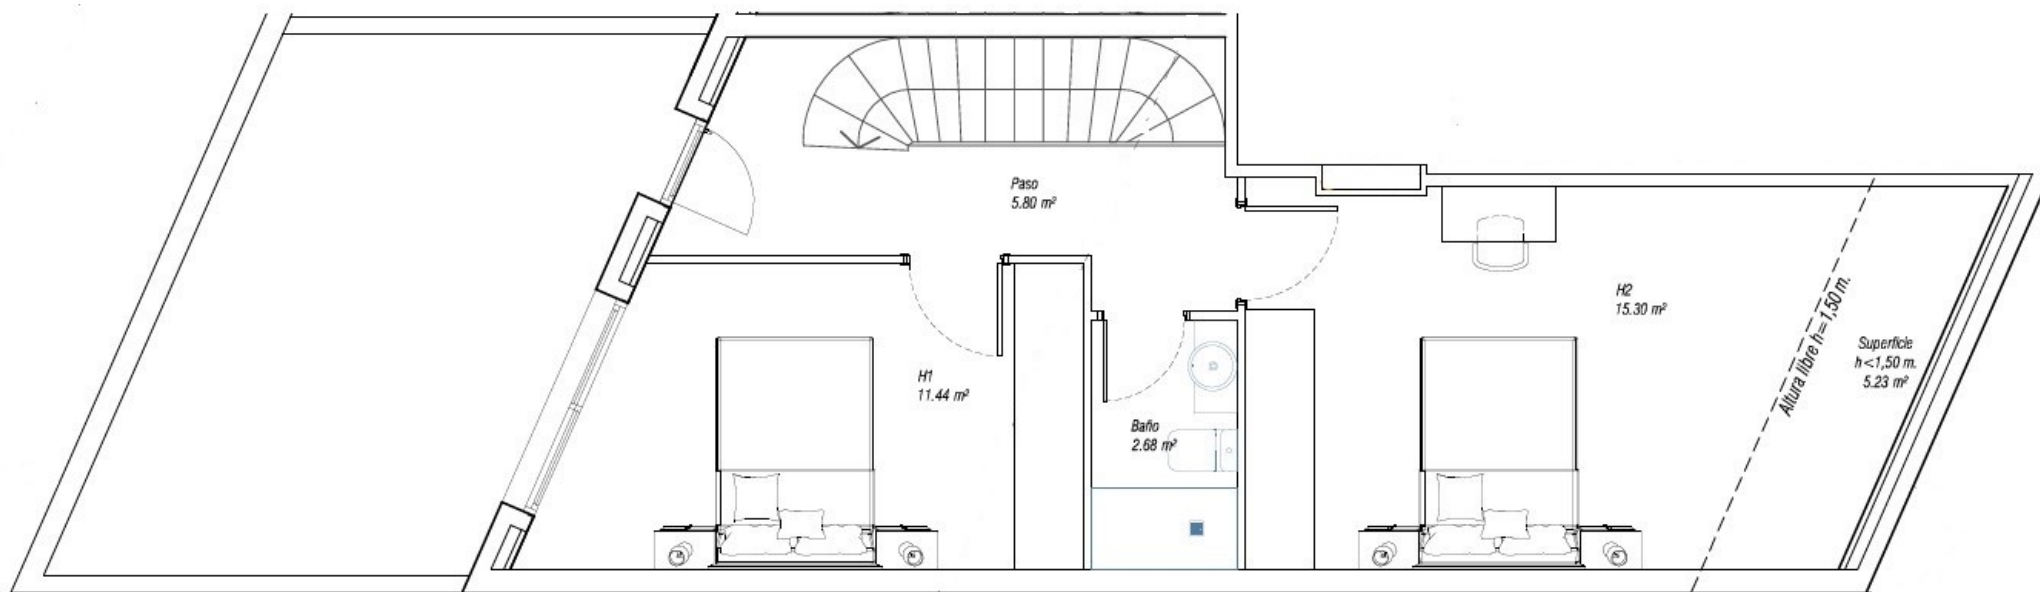 Paso
5.80 m²
H2
15.30 m²
Altura libre h=1,50 m.
Superficie
h<1,50 m.
5.23 m²
H1
11.44 m²
Baño
2.68 m²